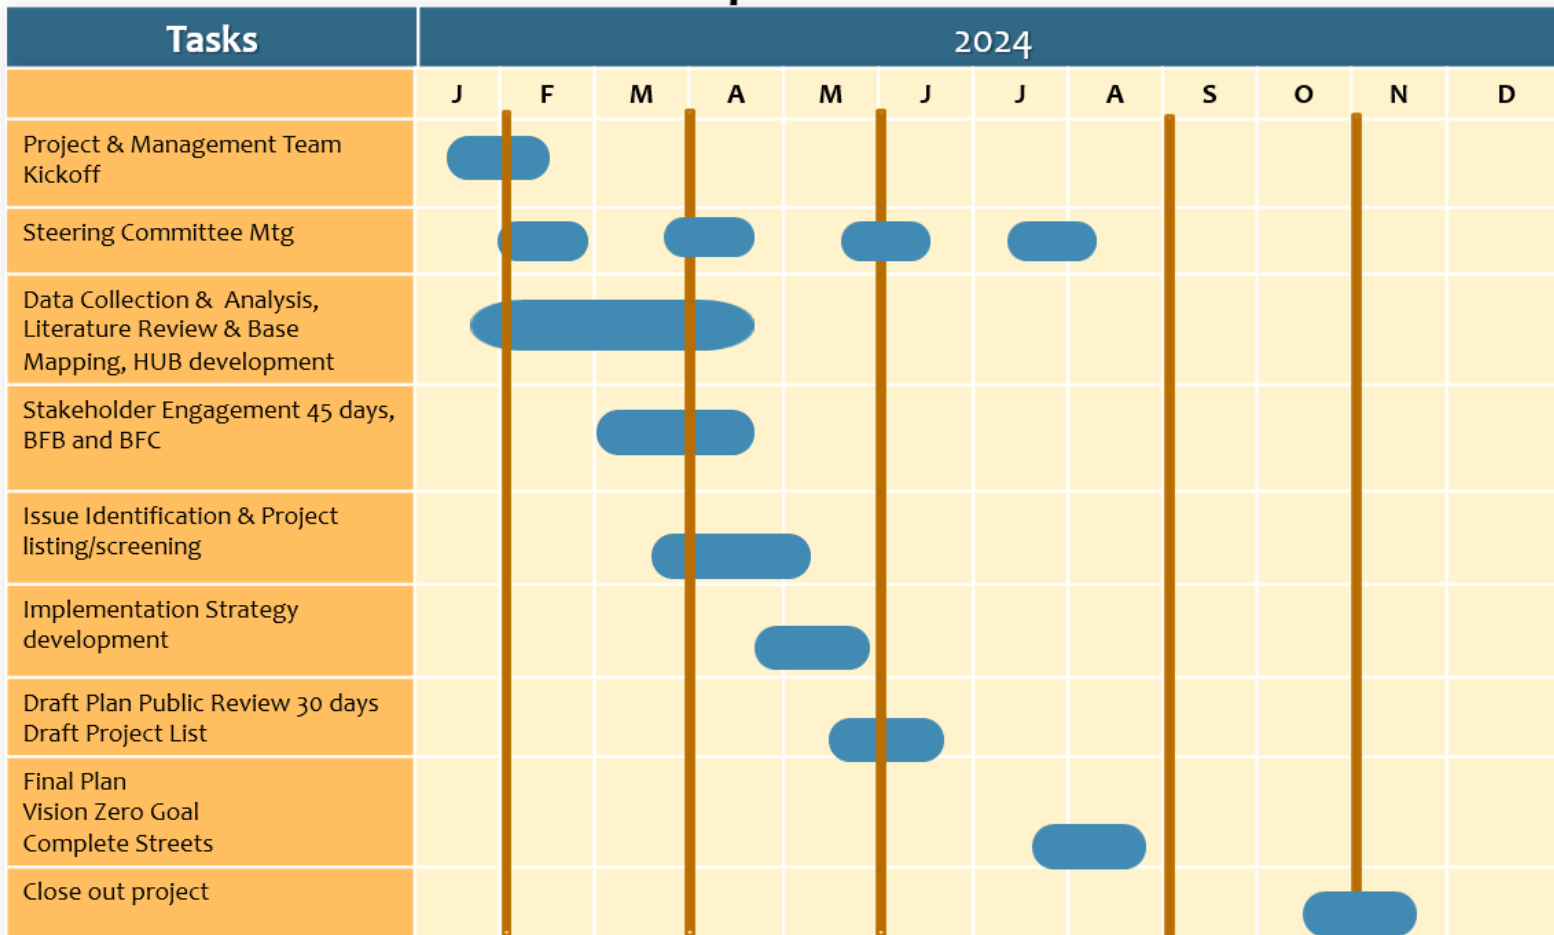 Tasks 2024
J F M A M J J A S O N D
Project & Management Team
Kickoff
Steering Committee Mtg
Data Collection & Analysis,
Literature Review & Base
Mapping, HUB development
Stakeholder Engagement 45 days,
BFB and BFC
Issue Identification & Project
listing/screening
Implementation Strategy
development
Draft Plan Public Review 30 days
Draft Project List
Final Plan
Vision Zero Goal
Complete Streets
Close out project